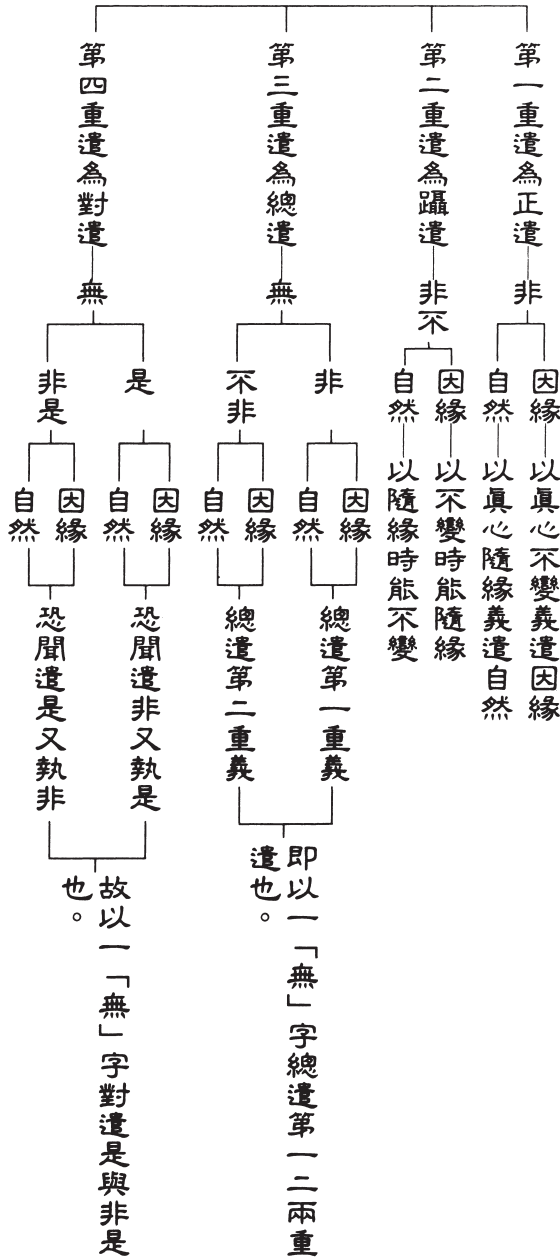 第一重遣為正遣
非
因緣
以真心不變義遣因緣
自然
以真心隨緣義遣自然
第二重遣為躡遣
非不
因緣
以不變時能隨緣
自然
以隨緣時能不變
第三重遣為總遣
無
非
因緣
自然
總遣第一重義
不非
因緣
自然
總遣第二重義
即以一「無」字總遣第一二兩重
遣也。
第四重遣為對遣
無
是
因緣
自然
恐聞遣非又執是
非是
因緣
自然
恐聞遣是又執非
故以一「無」字對遣是與非是
也。